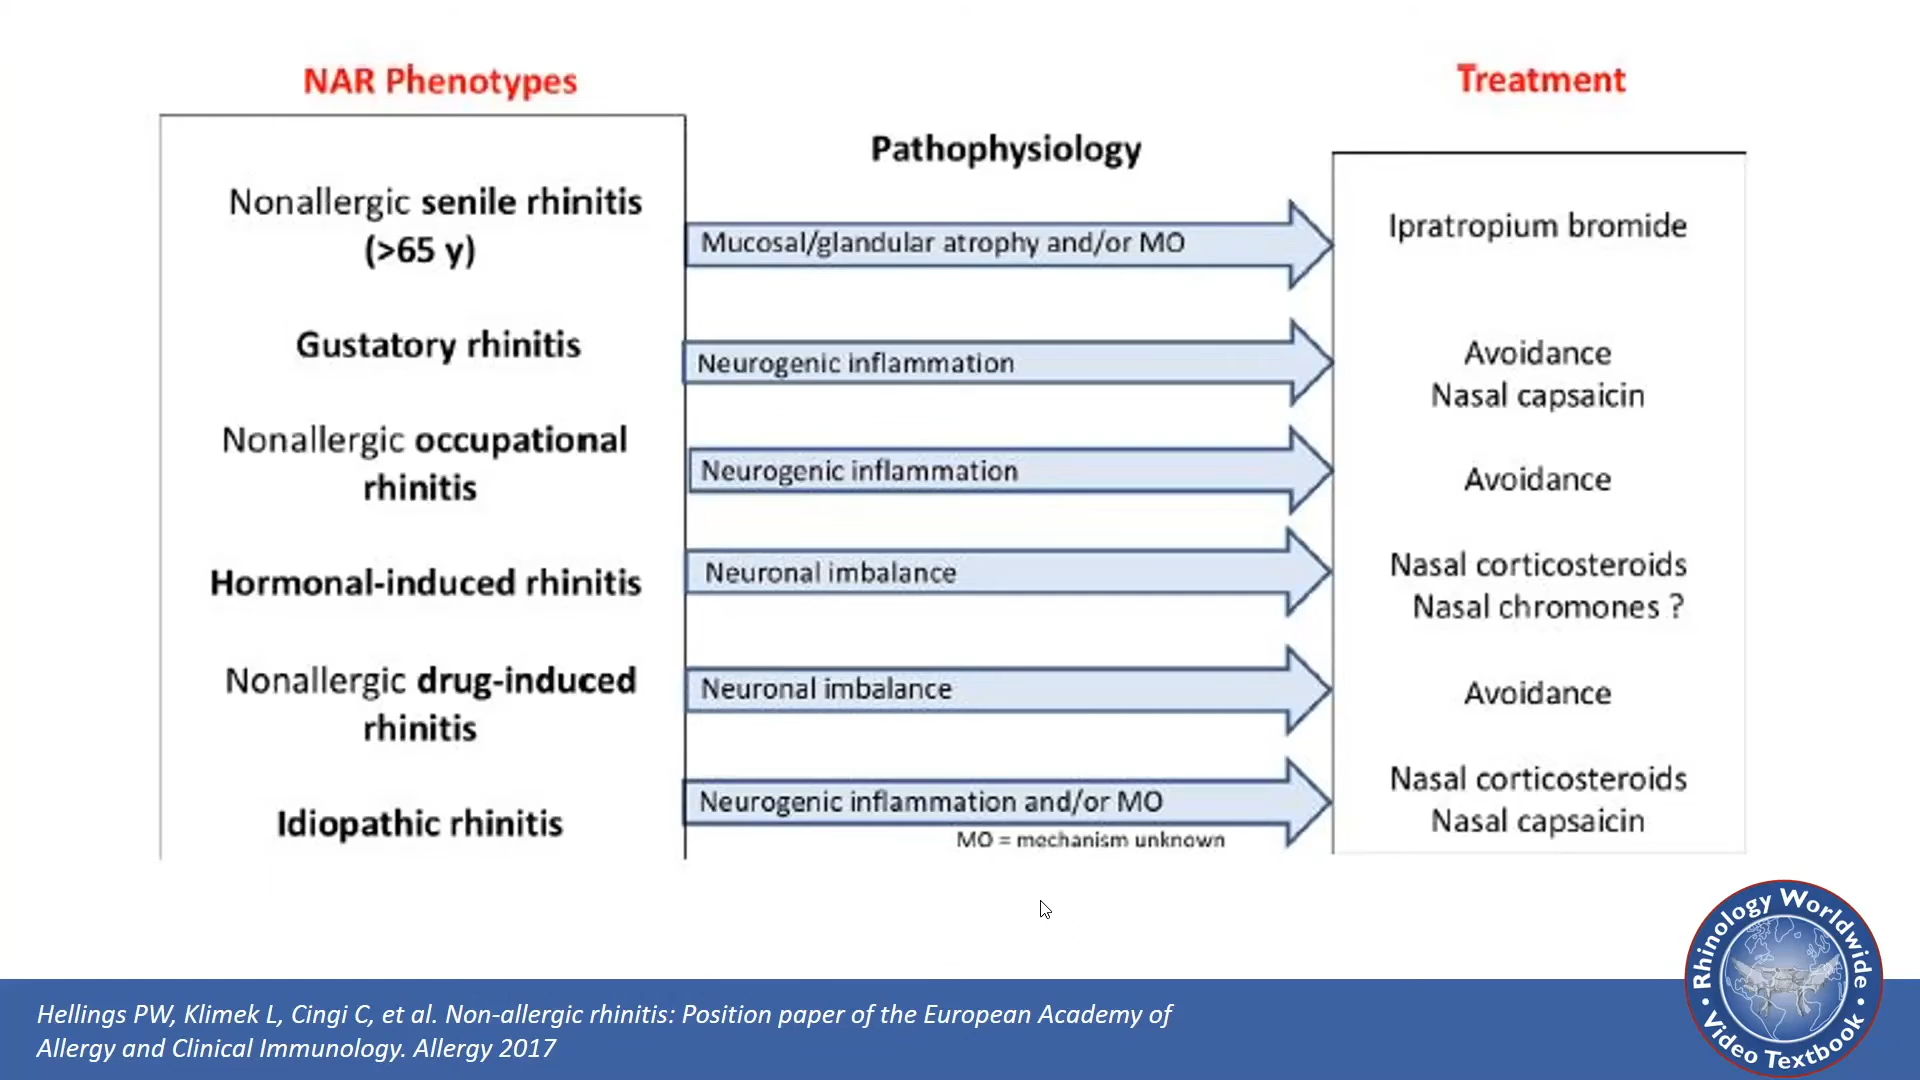 NAR Phenotypes
Treatment
Pathophysiology
Nonallergic senile rhinitis
(>65 y)
Mucosal/glandular atrophy and/or MO
Ipratropium bromide
Gustatory rhinitis
Neurogenic inflammation
Avoidance
Nasal capsaicin
Nonallergic occupational
rhinitis
Neurogenic inflammation
Avoidance
Hormonal-induced rhinitis
Neuronal imbalance
Nasal corticosteroids
Nasal chromones ?
Nonallergic drug-induced
rhinitis
Neuronal imbalance
Avoidance
Idiopathic rhinitis
Neurogenic inflammation and/or MO
MO = mechanism unknown
Nasal corticosteroids
Nasal capsaicin
Hellings PW, Klimek L, Cingi C, et al. Non-allergic rhinitis: Position paper of the European Academy of
Allergy and Clinical Immunology. Allergy 2017
Rhinology Worldwide
• Video Textbook •